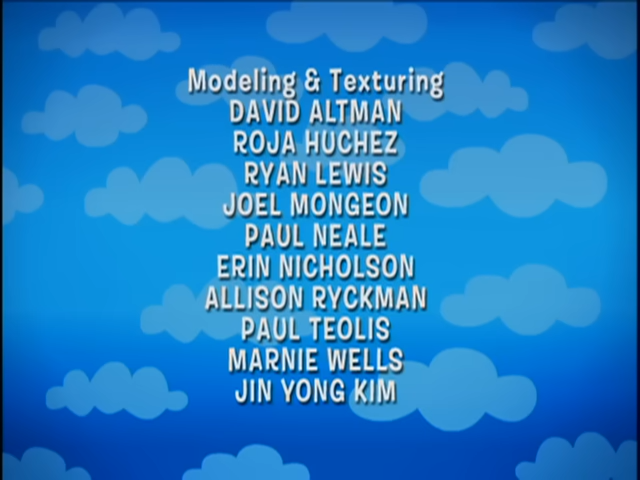 Modeling & Texturing
DAVID ALTMAN
ROJA HUCHEZ
RYAN LEWIS
JOEL MONGEON
PAUL NEALE
ERIN NICHOLSON
ALLISON RYCKMAN
PAUL TEOLIS
MARNIE WELLS
JIN YONG KIM